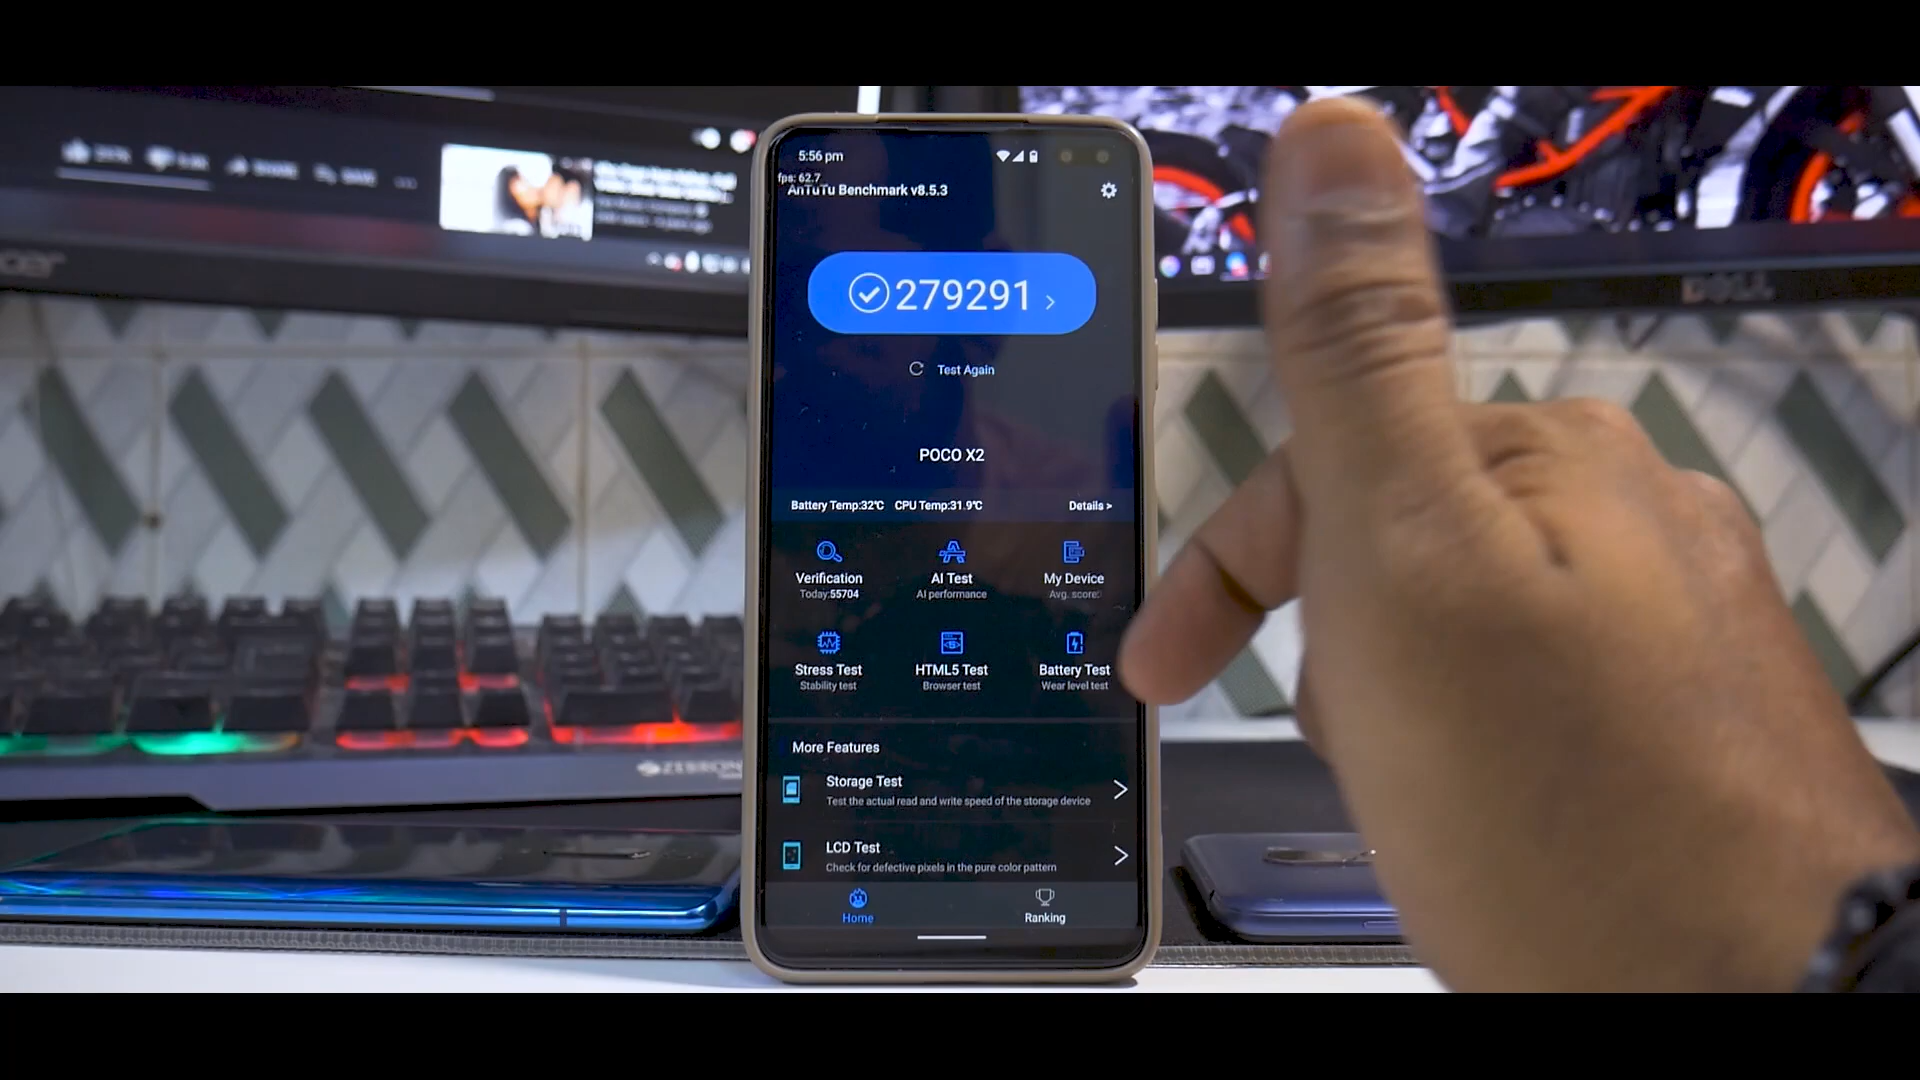 5:56 pm
fps: 62.7
AnTuTu Benchmark v8.5.3
279291
Test Again
POCO X2
Battery Temp:32℃ CPU Temp:31.9℃ Details >
Verification
Today:55704
AI Test
AI performance
My Device
Avg. score:
Stress Test
Stability test
HTML5 Test
Browser test
Battery Test
Wear level test
More Features
Storage Test
Test the actual read and write speed of the storage device
LCD Test
Check for defective pixels in the pure color pattern
Home
Ranking
SHARE
SAVE
acer
DELL